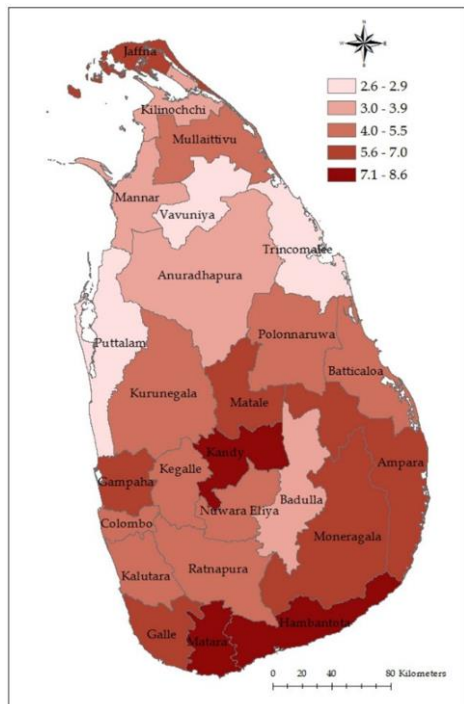 Jaffna
N
W
E
S
2.6 - 2.9
3.0 - 3.9
4.0 - 5.5
5.6 - 7.0
7.1 - 8.6
Kilinochchi
Mullaittivu
Mannar
Vavuniya
Trincomalee
Anuradhapura
Puttalam
Polonnaruwa
Batticaloa
Kurunegala
Matale
Kandy
Kegalle
Gampaha
Ampara
Nuwara Eliya
Badulla
Colombo
Moneragala
Kalutara
Ratnapura
Hambantota
Galle
Matara
0 20 40 80 Kilometers